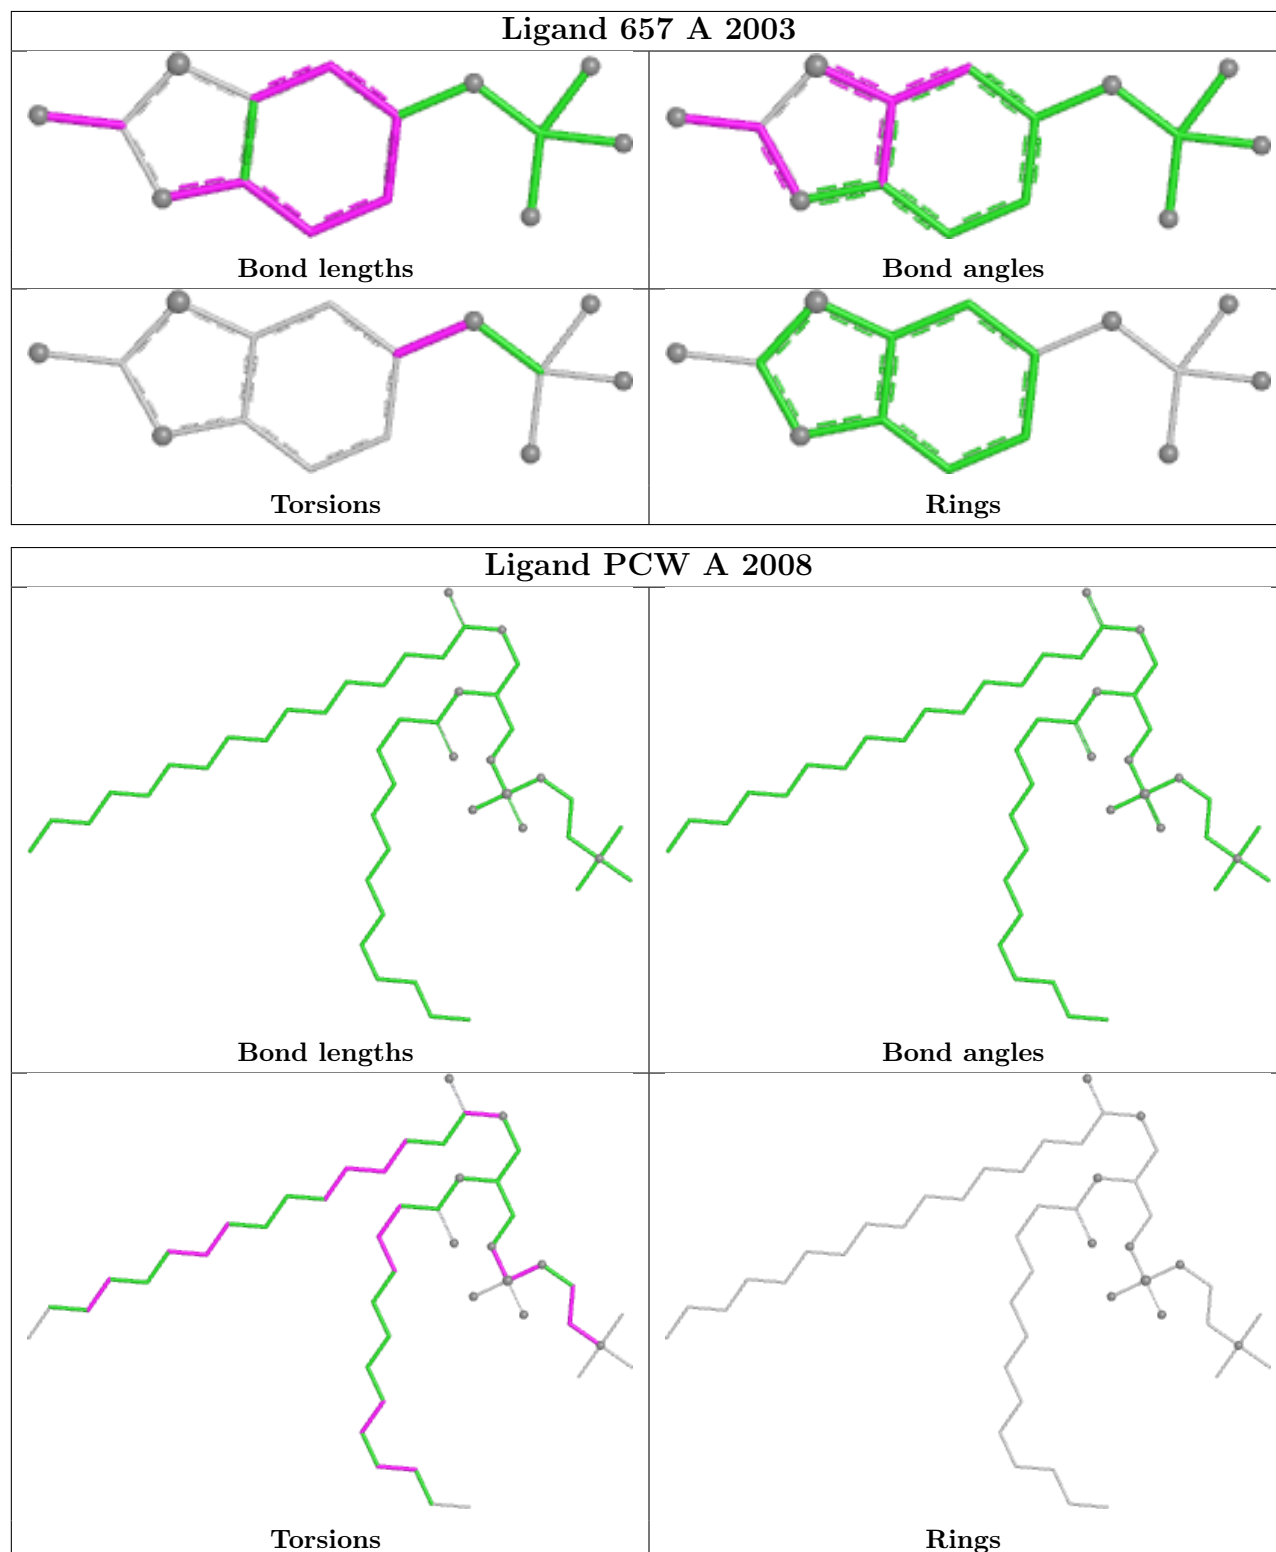 Ligand 657 A 2003
Bond lengths
Bond angles
Torsions
Rings
Ligand PCW A 2008
Bond lengths
Bond angles
Torsions
Rings